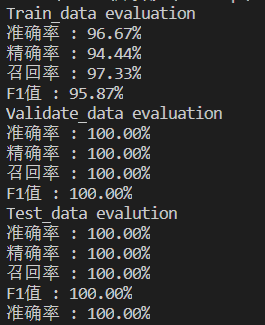 Train_data evaluation
准确率 : 96.67%
精确率 : 94.44%
召回率 : 97.33%
F1值 : 95.87%
Validate_data evaluation
准确率 : 100.00%
精确率 : 100.00%
召回率 : 100.00%
F1值 : 100.00%
Test_data evalution
准确率 : 100.00%
精确率 : 100.00%
召回率 : 100.00%
F1值 : 100.00%
准确率 : 100.00%